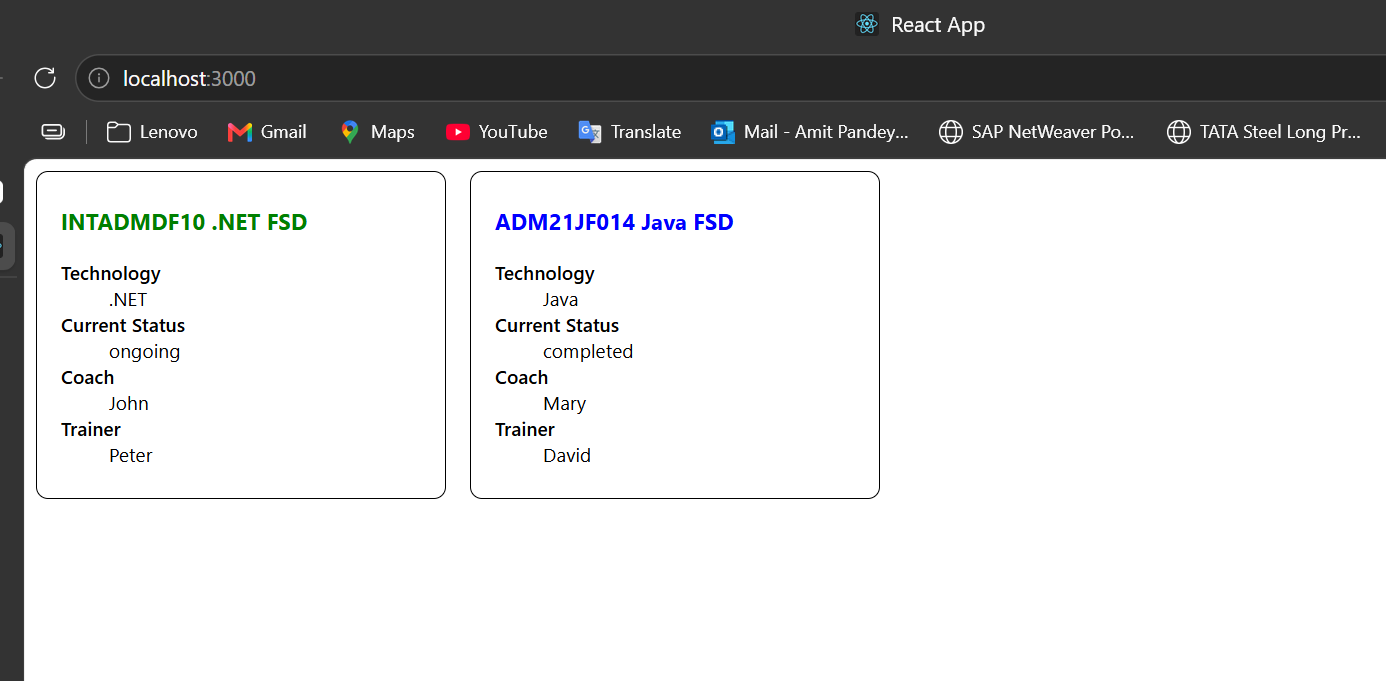 React App
localhost:3000
Lenovo Gmail Maps YouTube Translate Mail - Amit Pandey... SAP NetWeaver Po... TATA Steel Long Pr...
INTADMDF10 .NET FSD
Technology
.NET
Current Status
ongoing
Coach
John
Trainer
Peter
ADM21JF014 Java FSD
Technology
Java
Current Status
completed
Coach
Mary
Trainer
David